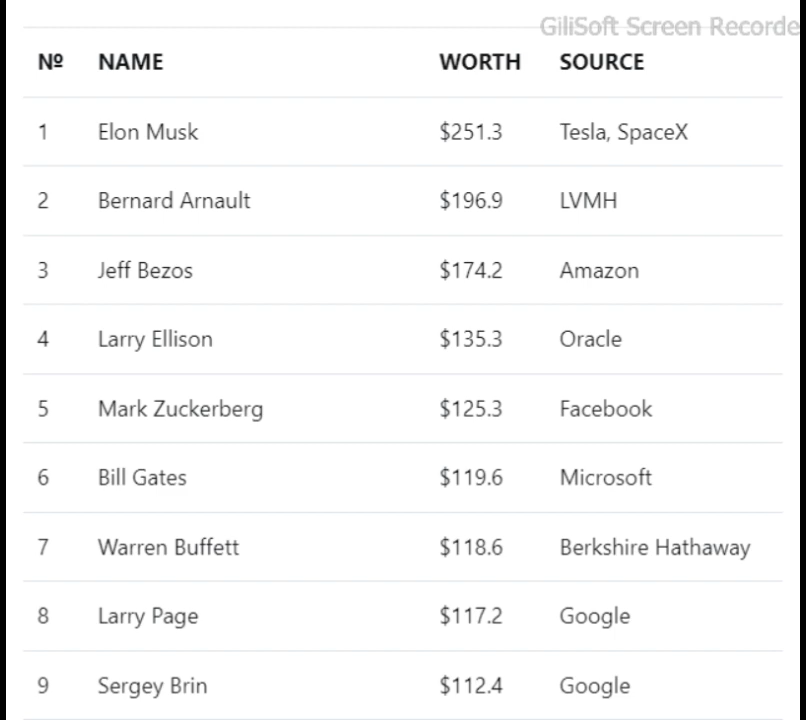 GiliSoft Screen Recorde
Nº NAME WORTH SOURCE
1 Elon Musk $251.3 Tesla, SpaceX
2 Bernard Arnault $196.9 LVMH
3 Jeff Bezos $174.2 Amazon
4 Larry Ellison $135.3 Oracle
5 Mark Zuckerberg $125.3 Facebook
6 Bill Gates $119.6 Microsoft
7 Warren Buffett $118.6 Berkshire Hathaway
8 Larry Page $117.2 Google
9 Sergey Brin $112.4 Google